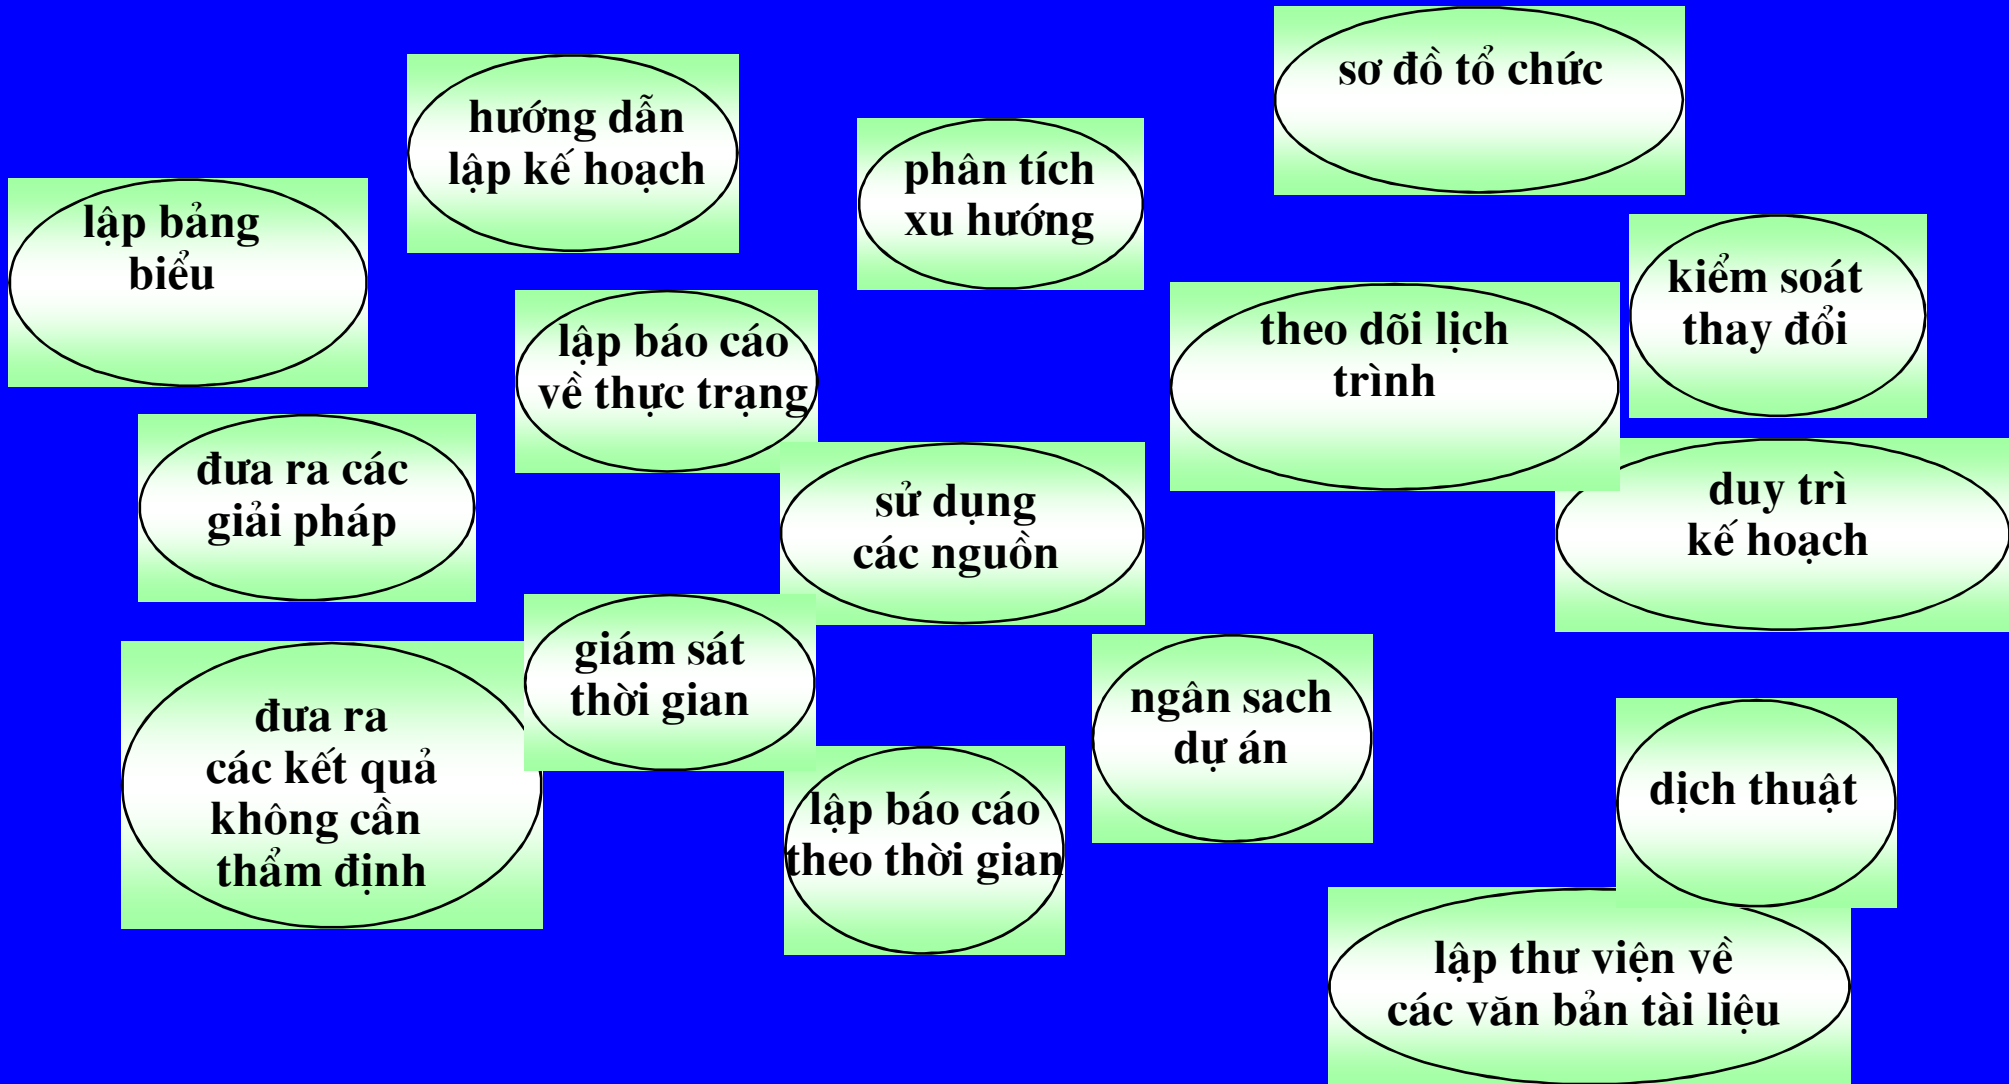 sơ đồ tổ chức
hướng dẫn
lập kế hoạch
phân tích
xu hướng
lập bảng
biểu
kiểm soát
thay đổi
theo dõi lịch
trình
lập báo cáo
về thực trạng
đưa ra các
giải pháp
sử dụng
các nguồn
duy trì
kế hoạch
giám sát
thời gian
ngân sach
dự án
đưa ra
các kết quả
không cần
thẩm định
lập báo cáo
theo thời gian
dịch thuật
lập thư viện về
các văn bản tài liệu